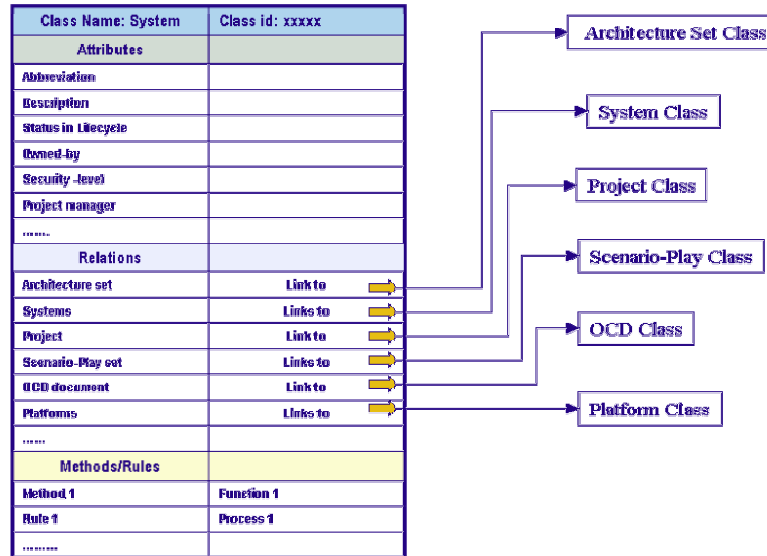 Class Name: System Class id: xxxxx
Attributes
Abbreviation
Description
Status in Lifecycle
Owned-by
Security -level
Project manager
.......
Relations
Architecture set Link to
Systems Links to
Project Link to
Scenario-Play set Links to
OCD document Link to
Platforms Links to
......
Methods/Rules
Method 1 Function 1
Rule 1 Process 1
.........
Architecture Set Class
System Class
Project Class
Scenario-Play Class
OCD Class
Platform Class